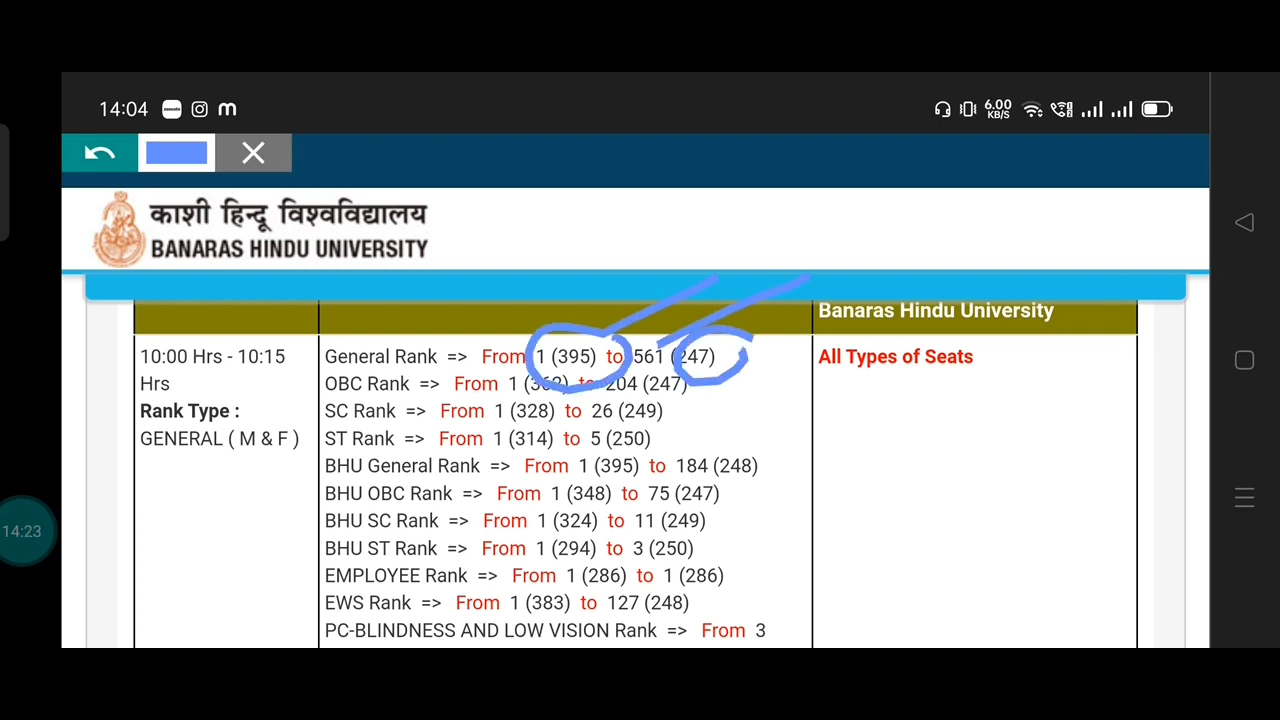 14:04 zomato m 6.00 KB/S
काशी हिन्दू विश्वविद्यालय
BANARAS HINDU UNIVERSITY
Banaras Hindu University
10:00 Hrs - 10:15
Hrs
Rank Type :
GENERAL ( M & F )
General Rank => From 1 (395) to 561 (247)
OBC Rank => From 1 (362) to 204 (247)
SC Rank => From 1 (328) to 26 (249)
ST Rank => From 1 (314) to 5 (250)
BHU General Rank => From 1 (395) to 184 (248)
BHU OBC Rank => From 1 (348) to 75 (247)
BHU SC Rank => From 1 (324) to 11 (249)
BHU ST Rank => From 1 (294) to 3 (250)
EMPLOYEE Rank => From 1 (286) to 1 (286)
EWS Rank => From 1 (383) to 127 (248)
PC-BLINDNESS AND LOW VISION Rank => From 3
All Types of Seats
14:23